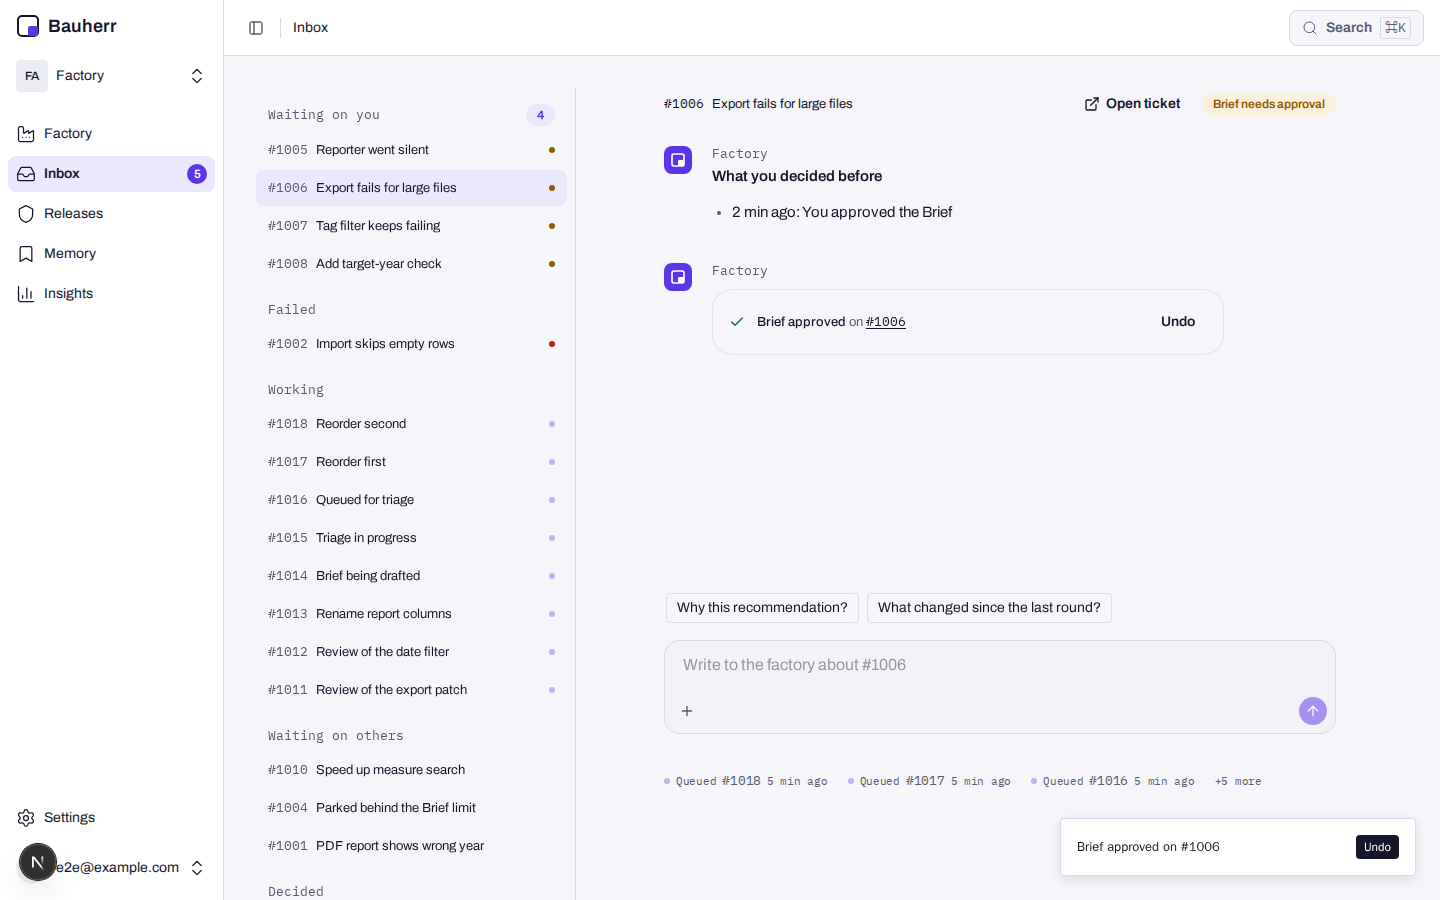 Bauherr
FA Factory
Factory
Inbox 5
Releases
Memory
Insights
Settings
N e2e@example.com
Inbox
Search ⌘K
Waiting on you 4
#1005 Reporter went silent
#1006 Export fails for large files
#1007 Tag filter keeps failing
#1008 Add target-year check
Failed
#1002 Import skips empty rows
Working
#1018 Reorder second
#1017 Reorder first
#1016 Queued for triage
#1015 Triage in progress
#1014 Brief being drafted
#1013 Rename report columns
#1012 Review of the date filter
#1011 Review of the export patch
Waiting on others
#1010 Speed up measure search
#1004 Parked behind the Brief limit
#1001 PDF report shows wrong year
Decided
#1006 Export fails for large files
Open ticket
Brief needs approval
Factory
What you decided before
• 2 min ago: You approved the Brief
Factory
Brief approved on #1006 Undo
Why this recommendation? What changed since the last round?
Write to the factory about #1006
Queued #1018 5 min ago Queued #1017 5 min ago Queued #1016 5 min ago +5 more
Brief approved on #1006 Undo